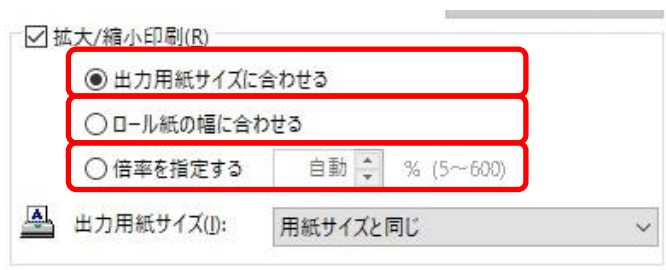 拡大/縮小印刷(R)
出力用紙サイズに合わせる
ロール紙の幅に合わせる
倍率を指定する 自動 % (5～600)
A
出力用紙サイズ(I): 用紙サイズと同じ